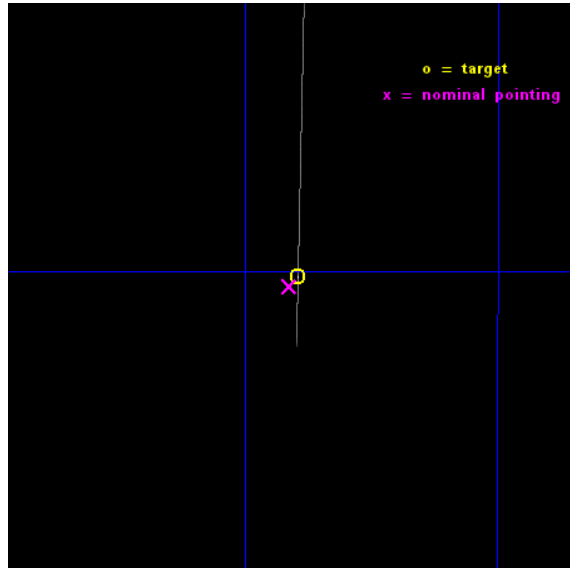 o = target
x = nominal pointing